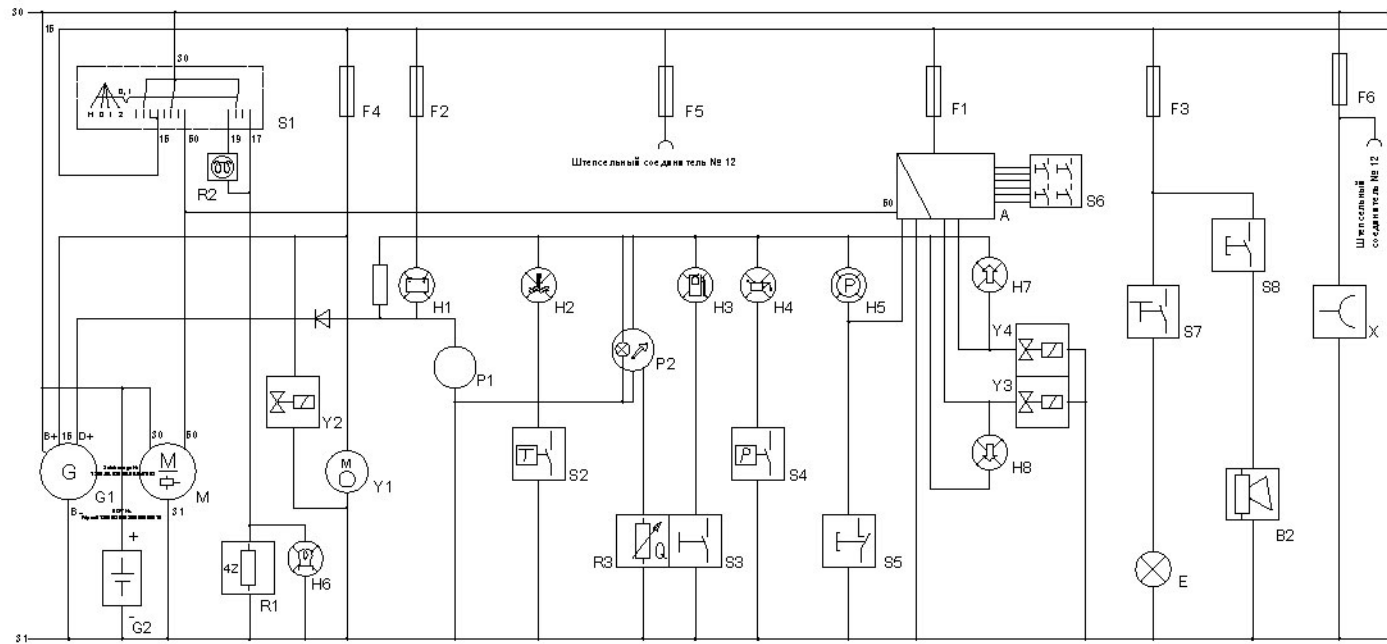 30
15
30
0,1
H 0 1 2
S1
15 50 19 17
R2
F4
F2
F5
F1
F3
F6
Штепсельный соединитель № 12
Штепсельный
соединитель № 12
50
A
S6
S8
H1
H2
H3
H4
H5
P
H7
S7
X
P1
P2
Y4
Y3
Y2
B+ 15 D+
30 50
G
G1
M
M
B-
31
M
Y1
T
S2
P
S4
H8
+
-
G2
4Z
R1
H6
Q
R3
S3
S5
E
B2
31